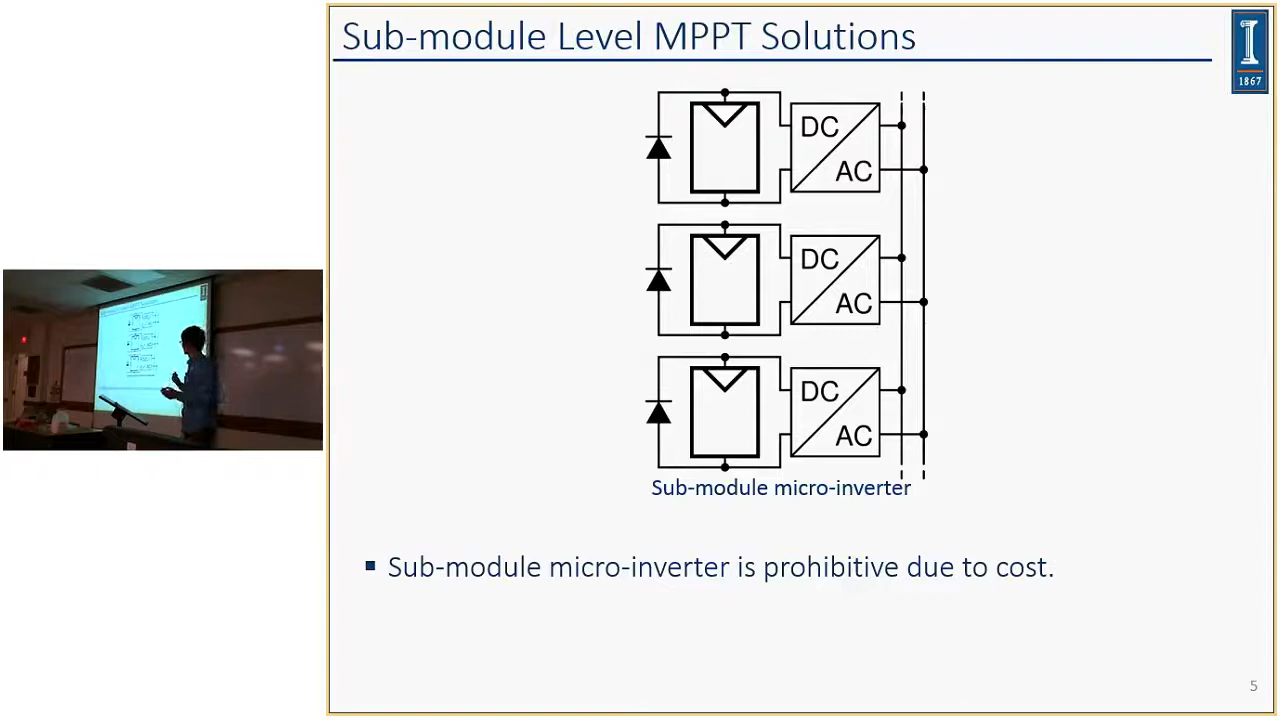 Sub-module Level MPPT Solutions
1867
DC
AC
DC
AC
DC
AC
Sub-module micro-inverter
▪ Sub-module micro-inverter is prohibitive due to cost.
5